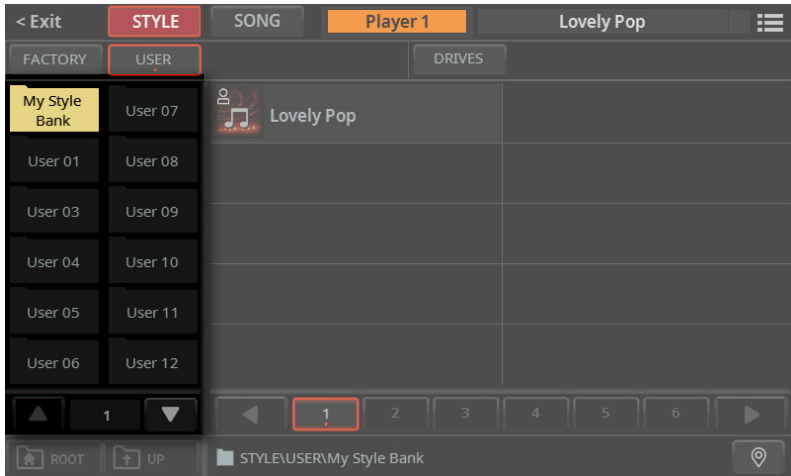 < Exit STYLE SONG Player 1 Lovely Pop
FACTORY USER DRIVES
My Style
Bank
User 07
Lovely Pop
User 01 User 08
User 03 User 09
User 04 User 10
User 05 User 11
User 06 User 12
1 1 2 3 4 5 6
ROOT UP STYLE\USER\My Style Bank